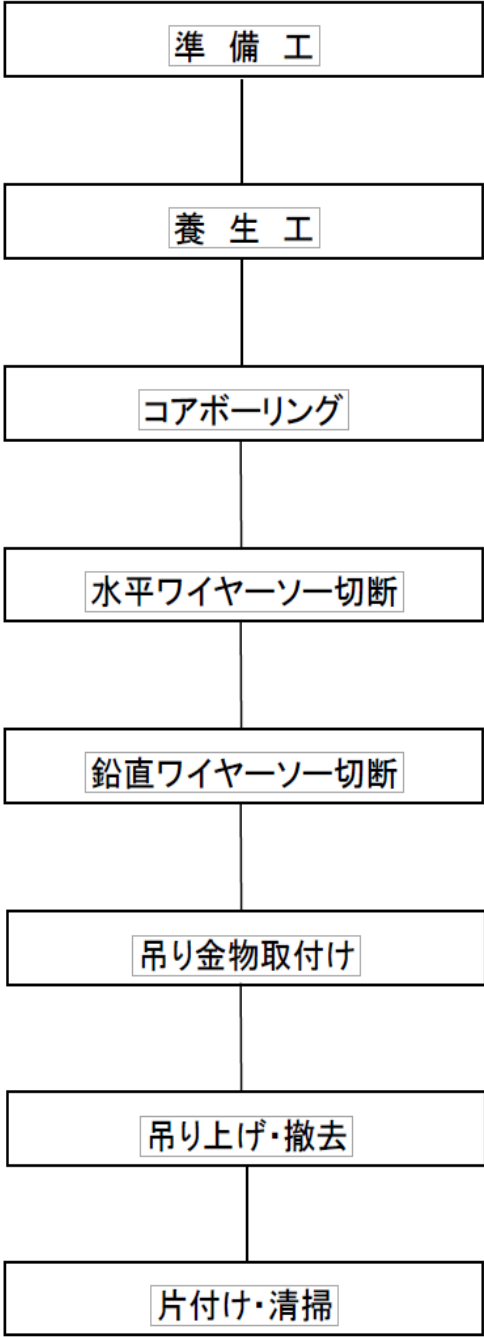 準 備 工
養 生 工
コアボーリング
水平ワイヤーソー切断
鉛直ワイヤーソー切断
吊り金物取付け
吊り上げ・撤去
片付け・清掃